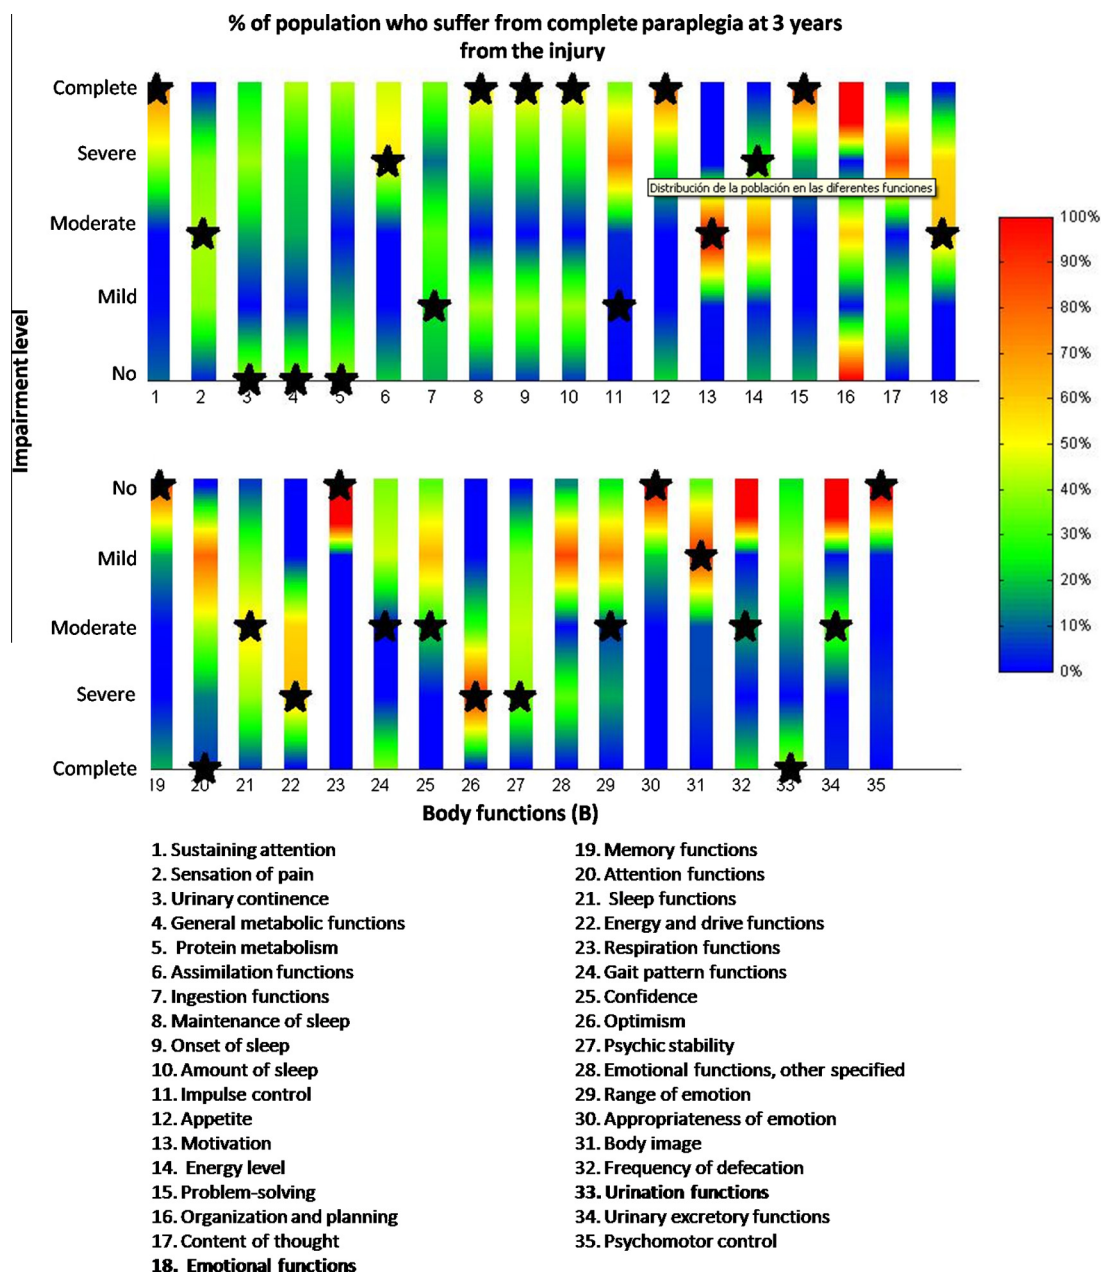 % of population who suffer from complete paraplegia at 3 years
from the injury
Impairment level
Complete
Severe
Moderate
Mild
No
Distribución de la población en las diferentes funciones
1 2 3 4 5 6 7 8 9 10 11 12 13 14 15 16 17 18
100%
90%
80%
70%
60%
50%
40%
30%
20%
10%
0%
No
Mild
Moderate
Severe
Complete
19 20 21 22 23 24 25 26 27 28 29 30 31 32 33 34 35
Body functions (B)
1. Sustaining attention
2. Sensation of pain
3. Urinary continence
4. General metabolic functions
5. Protein metabolism
6. Assimilation functions
7. Ingestion functions
8. Maintenance of sleep
9. Onset of sleep
10. Amount of sleep
11. Impulse control
12. Appetite
13. Motivation
14. Energy level
15. Problem-solving
16. Organization and planning
17. Content of thought
18. Emotional functions
19. Memory functions
20. Attention functions
21. Sleep functions
22. Energy and drive functions
23. Respiration functions
24. Gait pattern functions
25. Confidence
26. Optimism
27. Psychic stability
28. Emotional functions, other specified
29. Range of emotion
30. Appropriateness of emotion
31. Body image
32. Frequency of defecation
33. Urination functions
34. Urinary excretory functions
35. Psychomotor control